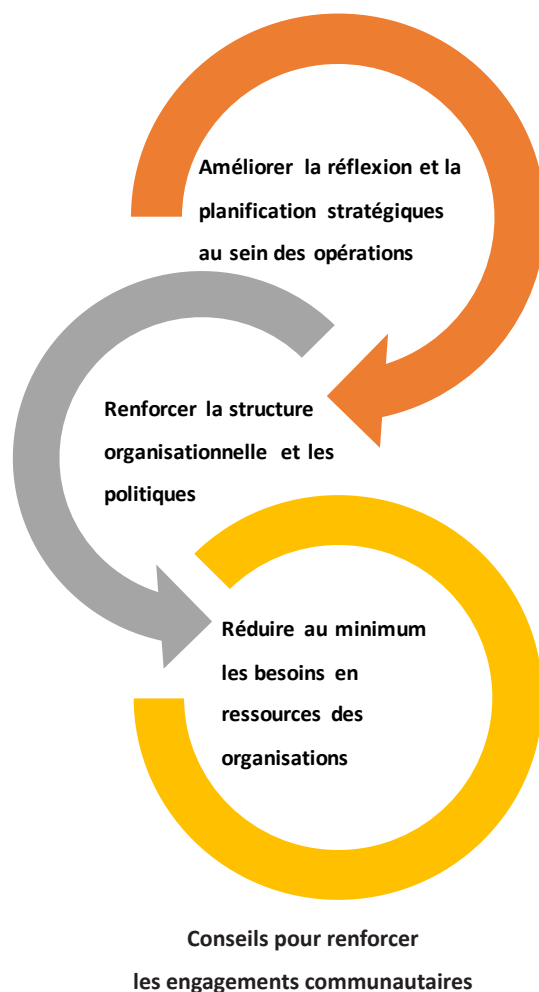 Améliorer la réflexion et la
planification stratégiques
au sein des opérations
Renforcer la structure
organisationnelle et les
politiques
Réduire au minimum
les besoins en
ressources des
organisations
Conseils pour renforcer
les engagements communautaires